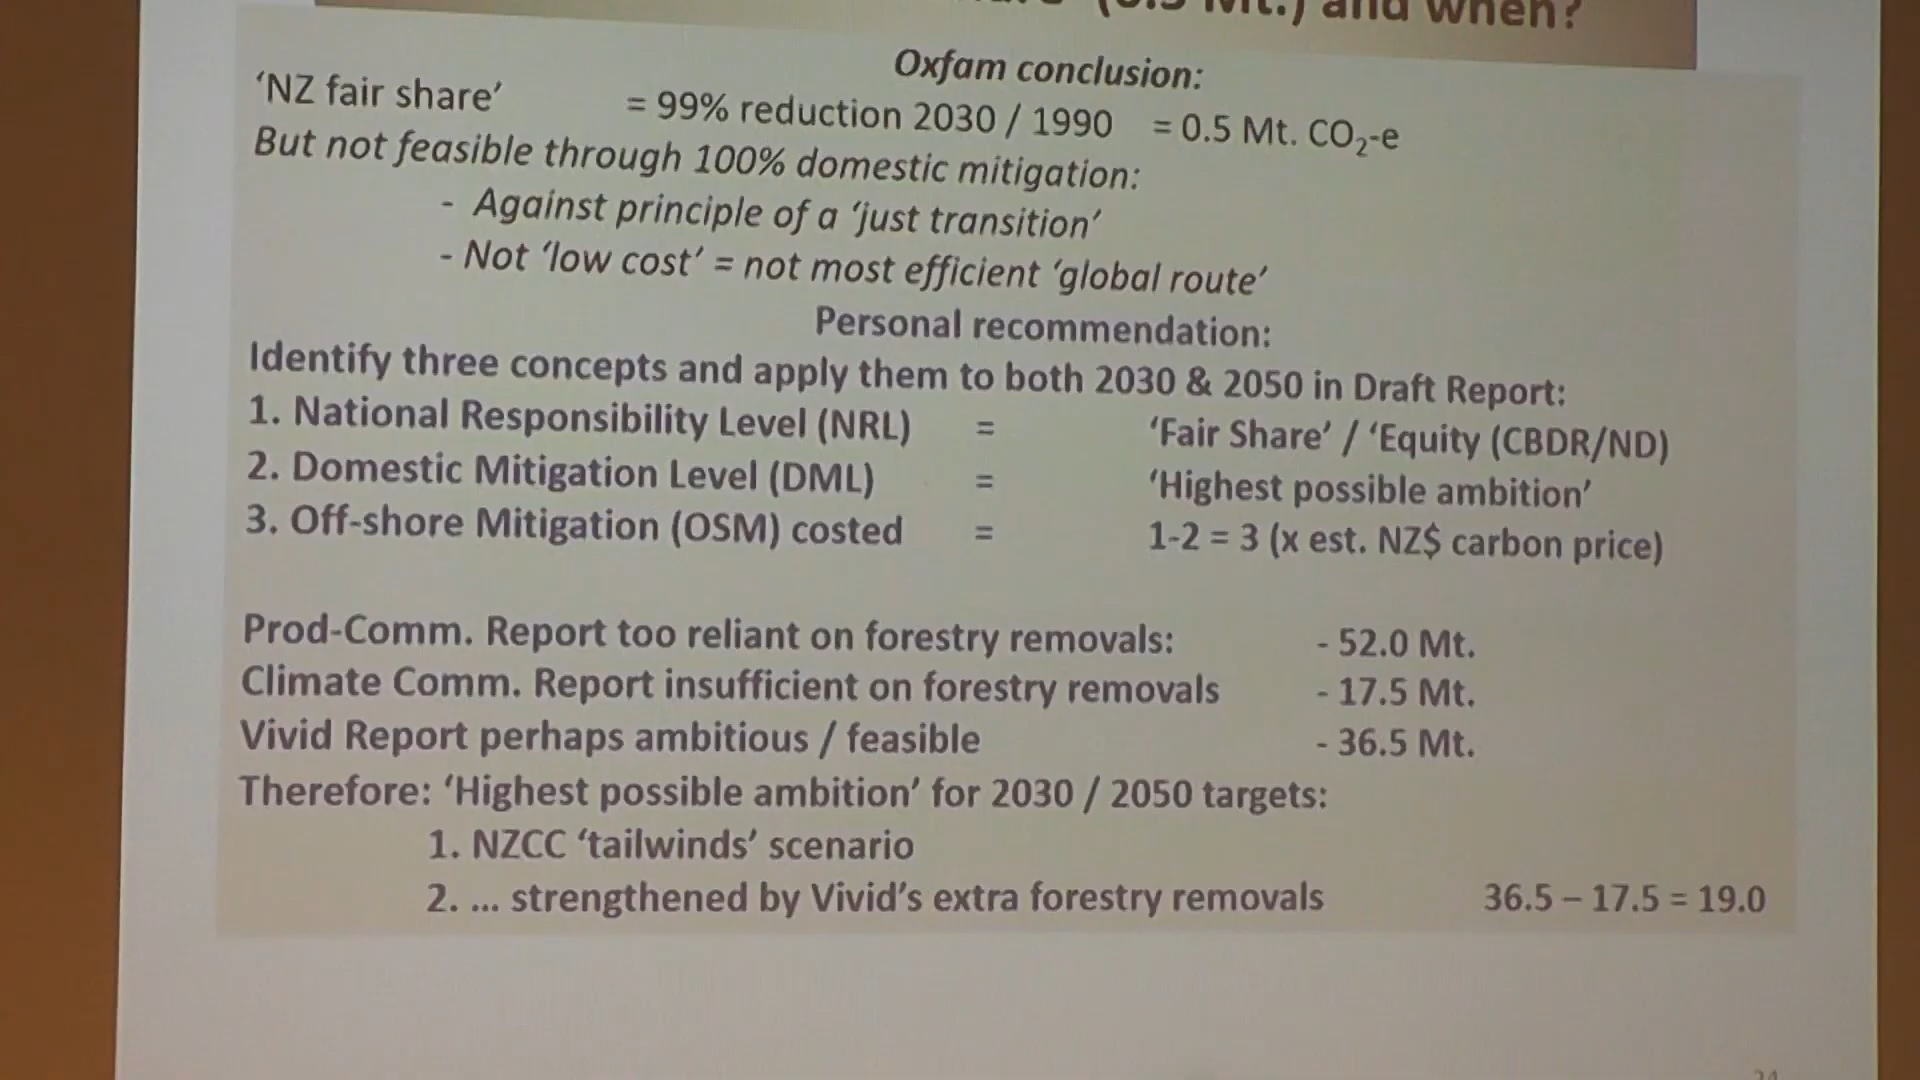 Mt.) and when?
Oxfam conclusion:
‘NZ fair share’ = 99% reduction 2030 / 1990 = 0.5 Mt. CO₂-e
But not feasible through 100% domestic mitigation:
- Against principle of a ‘just transition’
- Not ‘low cost’ = not most efficient ‘global route’
Personal recommendation:
Identify three concepts and apply them to both 2030 & 2050 in Draft Report:
1. National Responsibility Level (NRL) = ‘Fair Share’ / ‘Equity (CBDR/ND)
2. Domestic Mitigation Level (DML) = ‘Highest possible ambition’
3. Off-shore Mitigation (OSM) costed = 1-2 = 3 (x est. NZ$ carbon price)
Prod-Comm. Report too reliant on forestry removals: - 52.0 Mt.
Climate Comm. Report insufficient on forestry removals - 17.5 Mt.
Vivid Report perhaps ambitious / feasible - 36.5 Mt.
Therefore: ‘Highest possible ambition’ for 2030 / 2050 targets:
1. NZCC ‘tailwinds’ scenario
2. ... strengthened by Vivid’s extra forestry removals 36.5 – 17.5 = 19.0